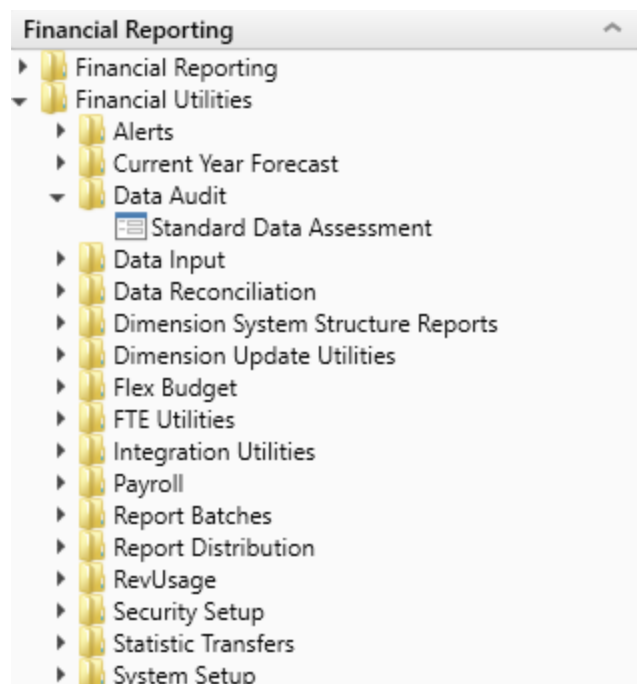 Financial Reporting
Financial Reporting
Financial Utilities
Alerts
Current Year Forecast
Data Audit
Standard Data Assessment
Data Input
Data Reconciliation
Dimension System Structure Reports
Dimension Update Utilities
Flex Budget
FTE Utilities
Integration Utilities
Payroll
Report Batches
Report Distribution
RevUsage
Security Setup
Statistic Transfers
System Setup